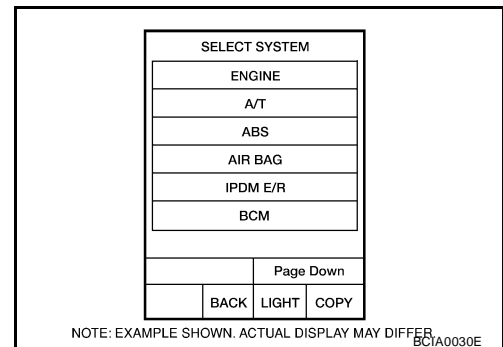 SELECT SYSTEM
ENGINE
A/T
ABS
AIR BAG
IPDM E/R
BCM
Page Down
BACK LIGHT COPY
NOTE: EXAMPLE SHOWN. ACTUAL DISPLAY MAY DIFFER.
BCIA0030E